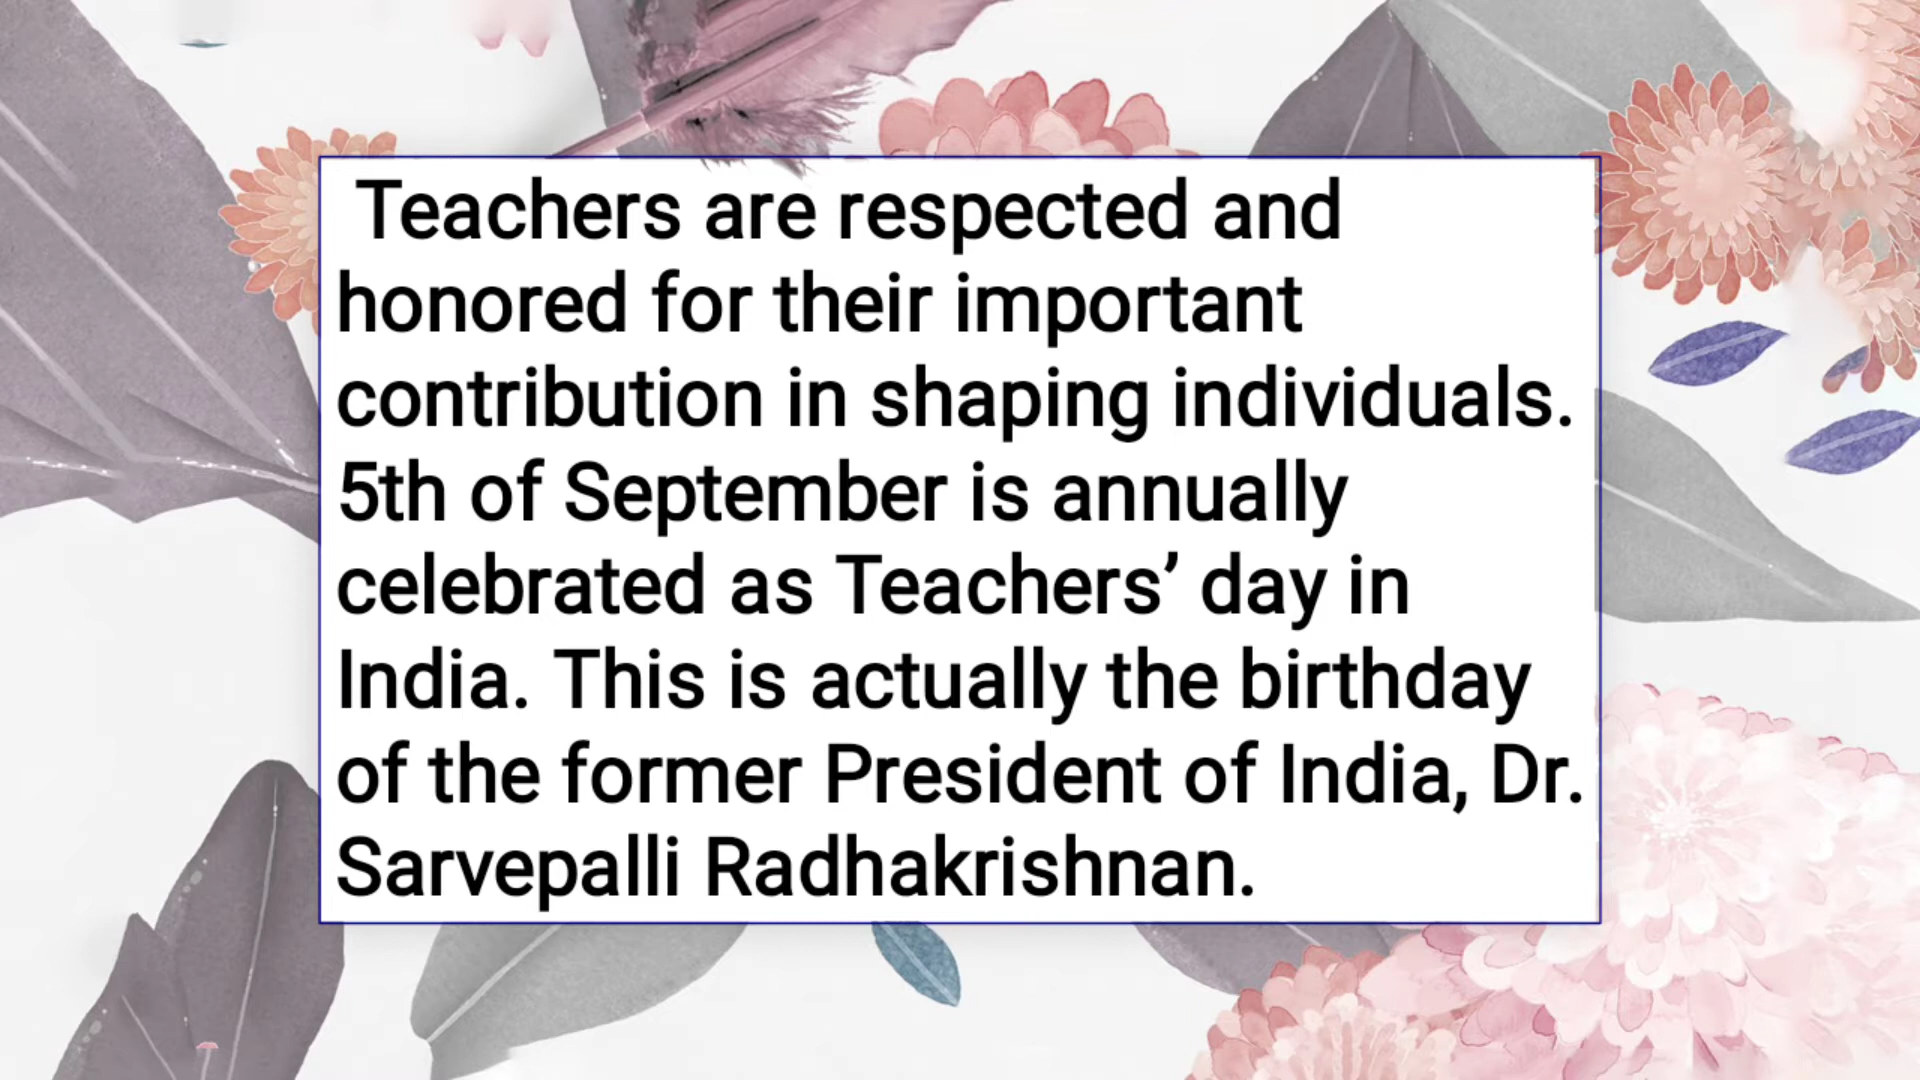 Teachers are respected and
honored for their important
contribution in shaping individuals.
5th of September is annually
celebrated as Teachers’ day in
India. This is actually the birthday
of the former President of India, Dr.
Sarvepalli Radhakrishnan.